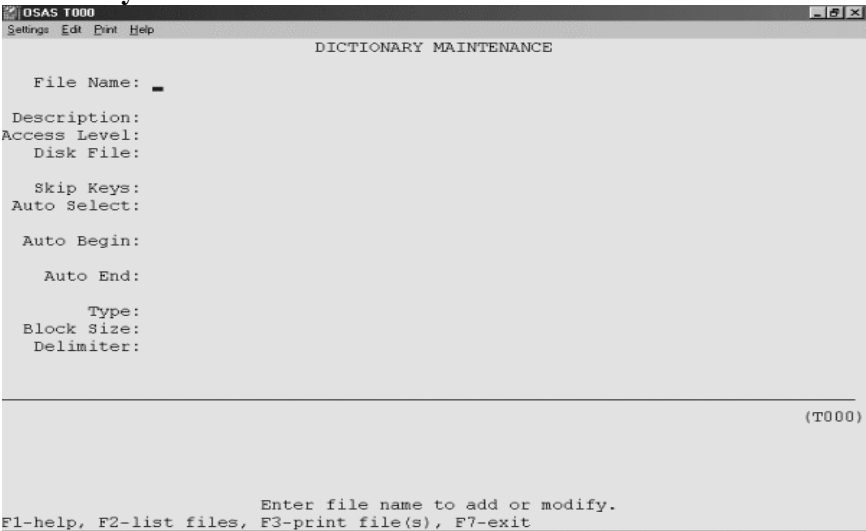 OSAS T000
Settings Edit Print Help
DICTIONARY MAINTENANCE
File Name:
Description:
Access Level:
Disk File:
Skip Keys:
Auto Select:
Auto Begin:
Auto End:
Type:
Block Size:
Delimiter:
(T000)
Enter file name to add or modify.
F1-help, F2-list files, F3-print file(s), F7-exit